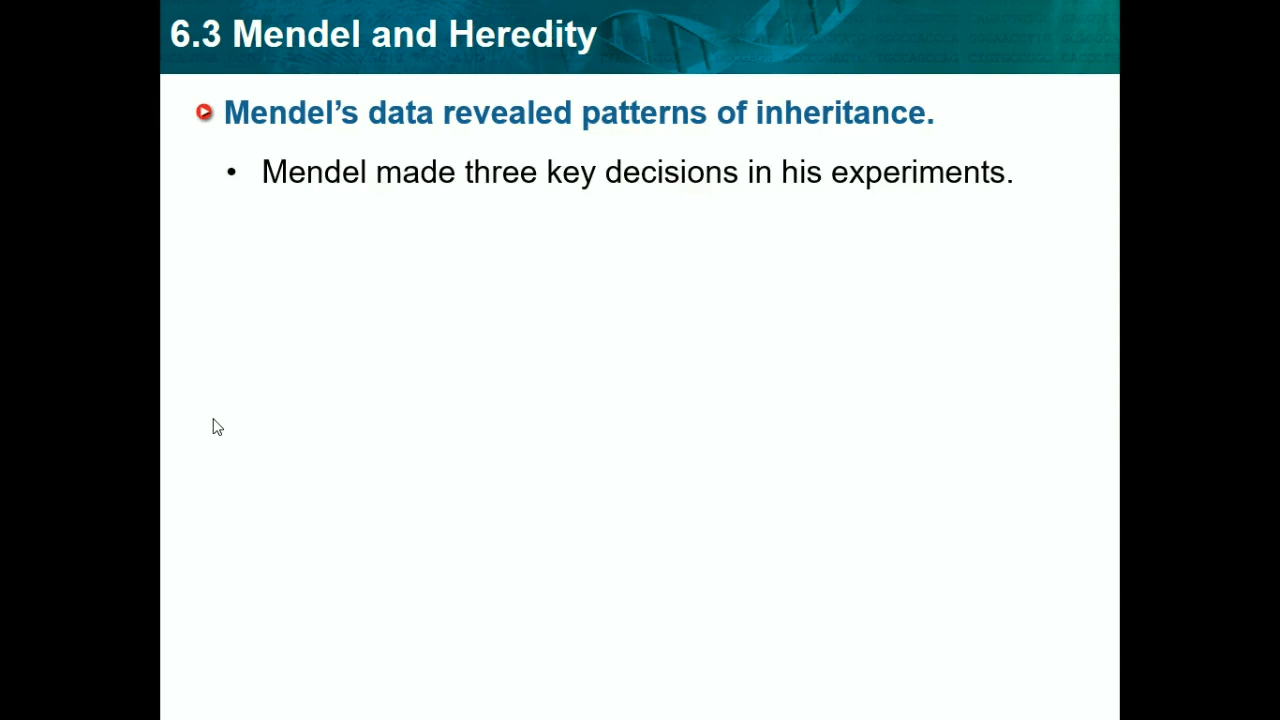 6.3 Mendel and Heredity
Mendel’s data revealed patterns of inheritance.
• Mendel made three key decisions in his experiments.